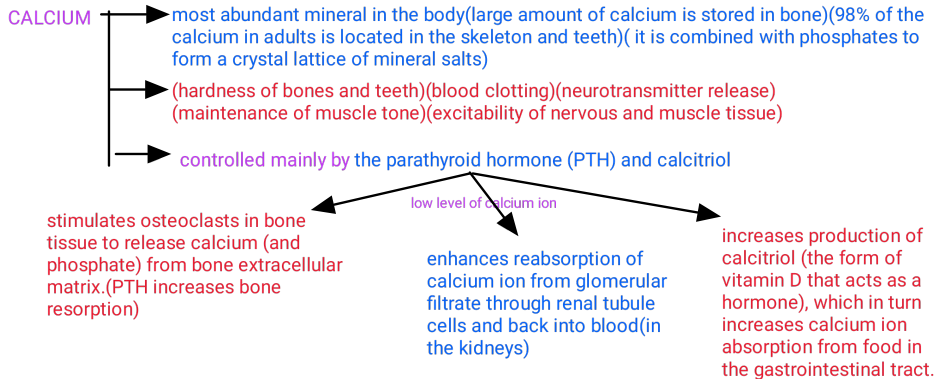 CALCIUM
most abundant mineral in the body(large amount of calcium is stored in bone)(98% of the
calcium in adults is located in the skeleton and teeth)( it is combined with phosphates to
form a crystal lattice of mineral salts)
(hardness of bones and teeth)(blood clotting)(neurotransmitter release)
(maintenance of muscle tone)(excitability of nervous and muscle tissue)
controlled mainly by the parathyroid hormone (PTH) and calcitriol
low level of calcium ion
stimulates osteoclasts in bone
tissue to release calcium (and
phosphate) from bone extracellular
matrix.(PTH increases bone
resorption)
enhances reabsorption of
calcium ion from glomerular
filtrate through renal tubule
cells and back into blood(in
the kidneys)
increases production of
calcitriol (the form of
vitamin D that acts as a
hormone), which in turn
increases calcium ion
absorption from food in
the gastrointestinal tract.